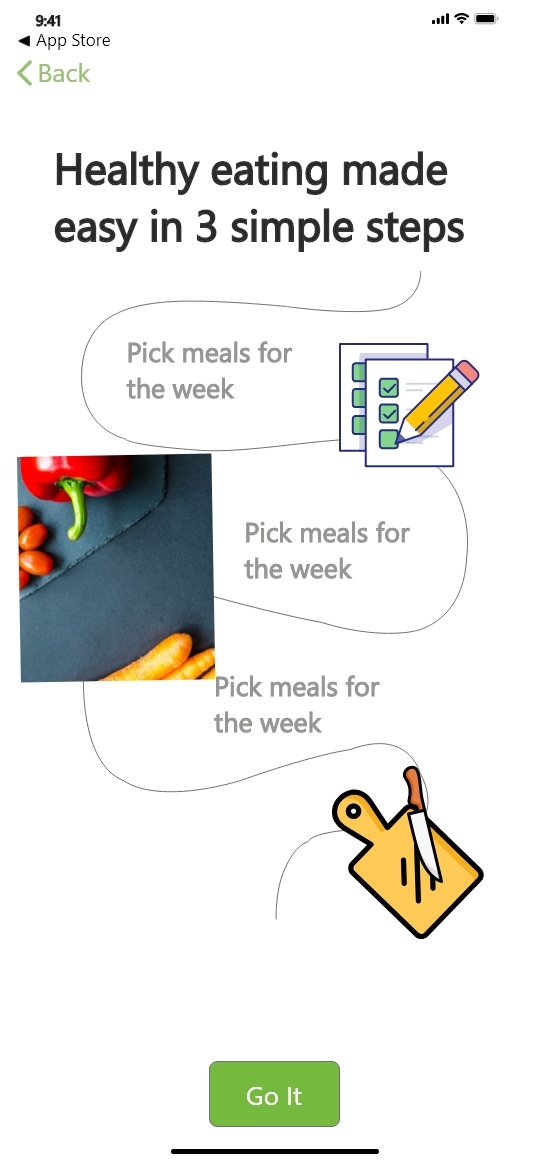 9:41
◀ App Store
Back
Healthy eating made
easy in 3 simple steps
Pick meals for
the week
Pick meals for
the week
Pick meals for
the week
Go It